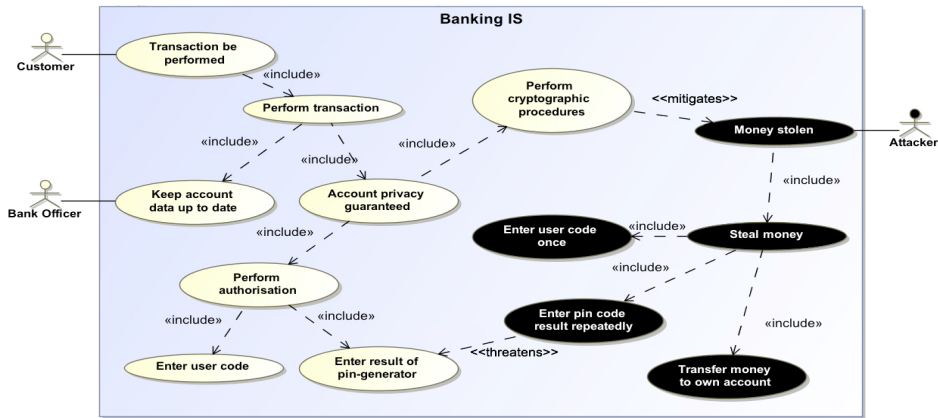 Banking IS
Customer
Transaction be
performed
«include»
Perform transaction
Perform
cryptographic
procedures
<<mitigates>>
Money stolen
Attacker
«include»
«include»
«include»
«include»
Bank Officer
Keep account
data up to date
Account privacy
guaranteed
«include»
Enter user code
once
«include»
Steal money
«include»
Perform
authorisation
Enter pin code
result repeatedly
«include»
«include»
«include»
<<threatens>>
Enter user code
Enter result of
pin-generator
Transfer money
to own account